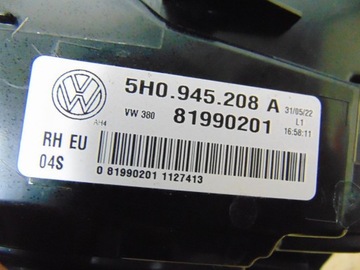 5H0.945.208 A
31/05/22
AH4
VW 380
81990201
L1
16:58:11
RH EU
04S
0 81990201 1127413